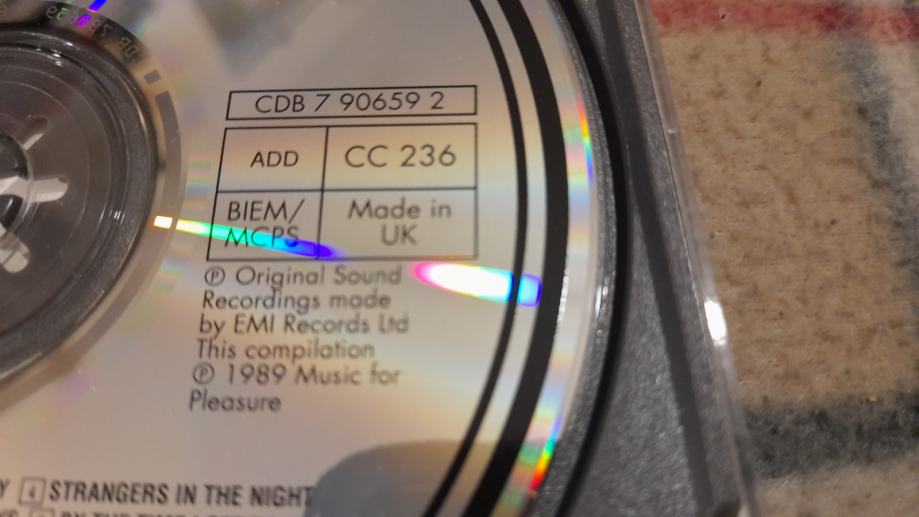 CDB 7 90659 2
ADD
CC 236
BIEM/
MCPS
Made in
UK
℗ Original Sound
Recordings made
by EMI Records Ltd
This compilation
℗ 1989 Music for
Pleasure
4 STRANGERS IN THE NIGHT